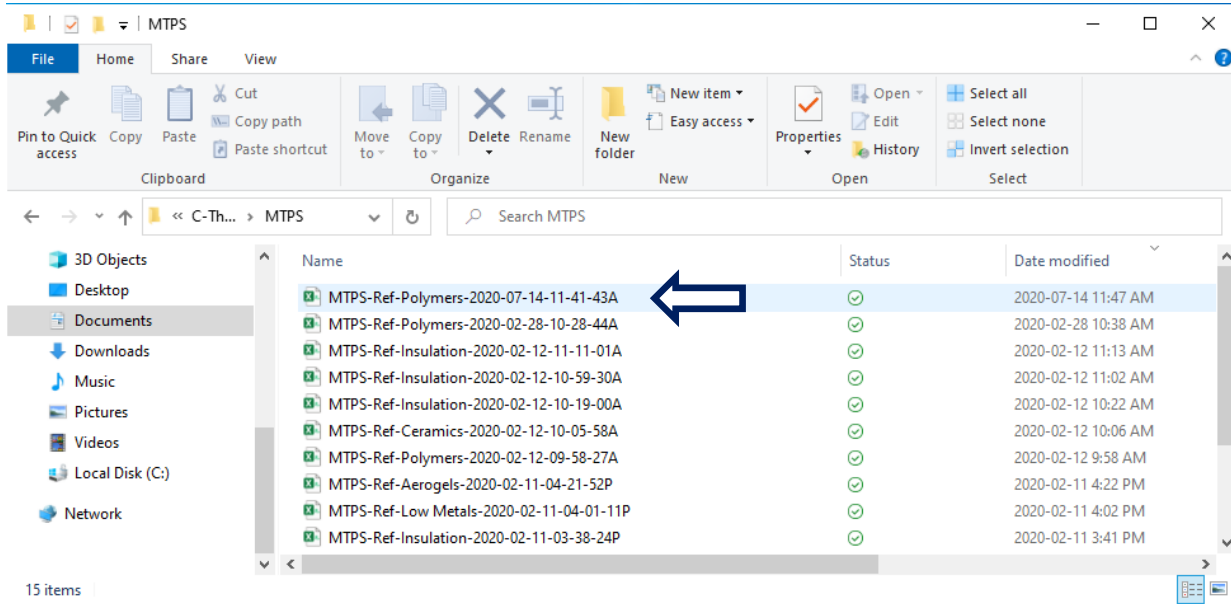 MTPS
File Home Share View
Pin to Quick access
Copy
Paste
Cut
Copy path
Paste shortcut
Move to
Copy to
Delete
Rename
New folder
New item
Easy access
Properties
Open
Edit
History
Select all
Select none
Invert selection
Clipboard Organize New Open Select
« C-Th... › MTPS Search MTPS
3D Objects
Desktop
Documents
Downloads
Music
Pictures
Videos
Local Disk (C:)
Network
Name Status Date modified
MTPS-Ref-Polymers-2020-07-14-11-41-43A 2020-07-14 11:47 AM
MTPS-Ref-Polymers-2020-02-28-10-28-44A 2020-02-28 10:38 AM
MTPS-Ref-Insulation-2020-02-12-11-11-01A 2020-02-12 11:13 AM
MTPS-Ref-Insulation-2020-02-12-10-59-30A 2020-02-12 11:02 AM
MTPS-Ref-Insulation-2020-02-12-10-19-00A 2020-02-12 10:22 AM
MTPS-Ref-Ceramics-2020-02-12-10-05-58A 2020-02-12 10:06 AM
MTPS-Ref-Polymers-2020-02-12-09-58-27A 2020-02-12 9:58 AM
MTPS-Ref-Aerogels-2020-02-11-04-21-52P 2020-02-11 4:22 PM
MTPS-Ref-Low Metals-2020-02-11-04-01-11P 2020-02-11 4:02 PM
MTPS-Ref-Insulation-2020-02-11-03-38-24P 2020-02-11 3:41 PM
15 items